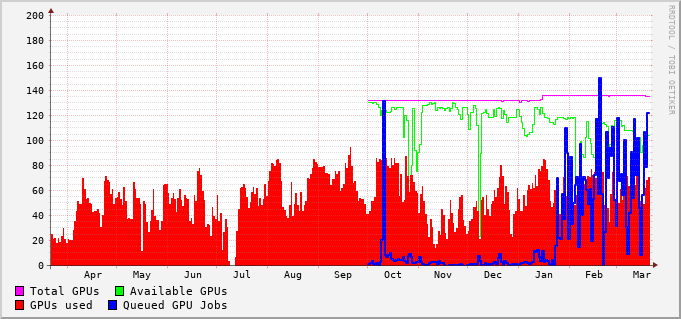 200
180
160
140
120
100
80
60
40
20
0
Apr May Jun Jul Aug Sep Oct Nov Dec Jan Feb Mar
Total GPUs Available GPUs
GPUs used Queued GPU Jobs
RRDTOOL / TOBI OETIKER